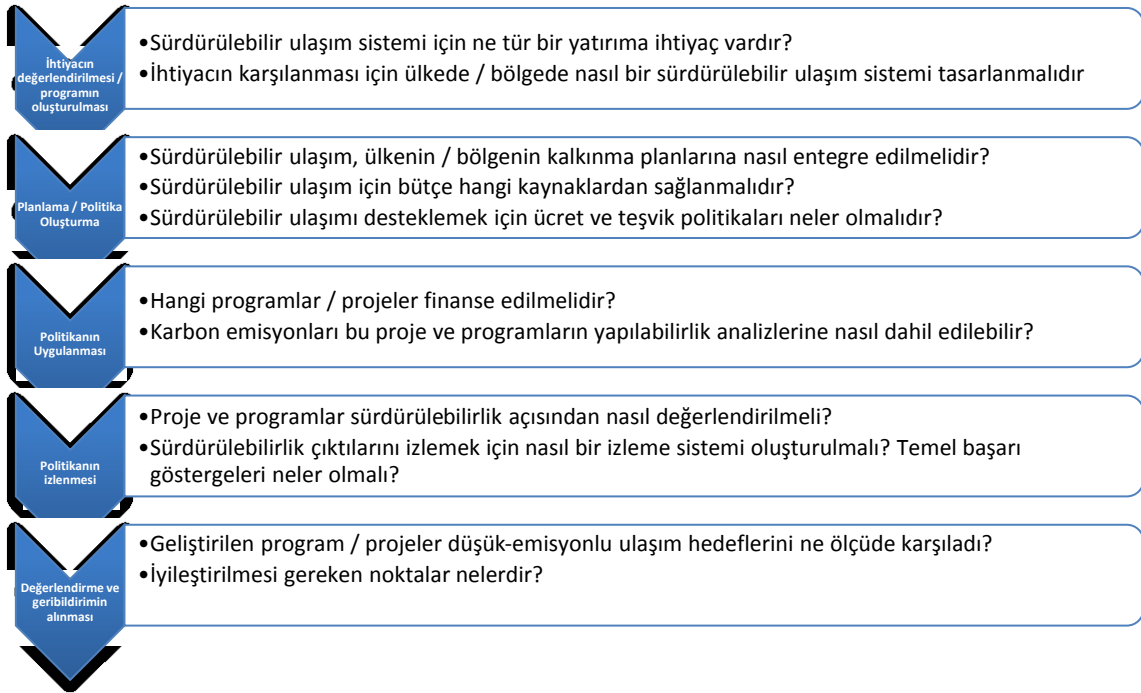 İhtiyacın
değerlendirilmesi /
programın
oluşturulması
•Sürdürülebilir ulaşım sistemi için ne tür bir yatırıma ihtiyaç vardır?
•İhtiyacın karşılanması için ülkede / bölgede nasıl bir sürdürülebilir ulaşım sistemi tasarlanmalıdır
Planlama / Politika
Oluşturma
•Sürdürülebilir ulaşım, ülkenin / bölgenin kalkınma planlarına nasıl entegre edilmelidir?
•Sürdürülebilir ulaşım için bütçe hangi kaynaklardan sağlanmalıdır?
•Sürdürülebilir ulaşımı desteklemek için ücret ve teşvik politikaları neler olmalıdır?
Politikanın
Uygulanması
•Hangi programlar / projeler finanse edilmelidir?
•Karbon emisyonları bu proje ve programların yapılabilirlik analizlerine nasıl dahil edilebilir?
Politikanın
izlenmesi
•Proje ve programlar sürdürülebilirlik açısından nasıl değerlendirilmeli?
•Sürdürülebilirlik çıktılarını izlemek için nasıl bir izleme sistemi oluşturulmalı? Temel başarı
göstergeleri neler olmalı?
Değerlendirme ve
geribildirimin
alınması
•Geliştirilen program / projeler düşük-emisyonlu ulaşım hedeflerini ne ölçüde karşıladı?
•İyileştirilmesi gereken noktalar nelerdir?